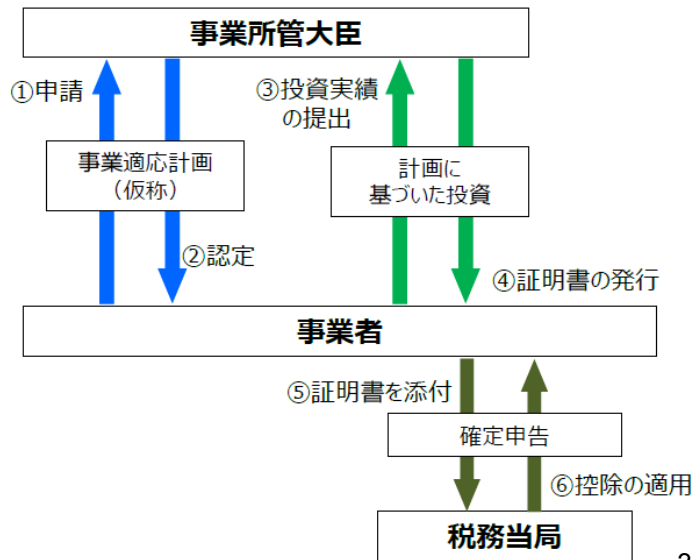 事業所管大臣
①申請
③投資実績
の提出
事業適応計画
（仮称）
計画に
基づいた投資
②認定
④証明書の発行
事業者
⑤証明書を添付
確定申告
⑥控除の適用
税務当局